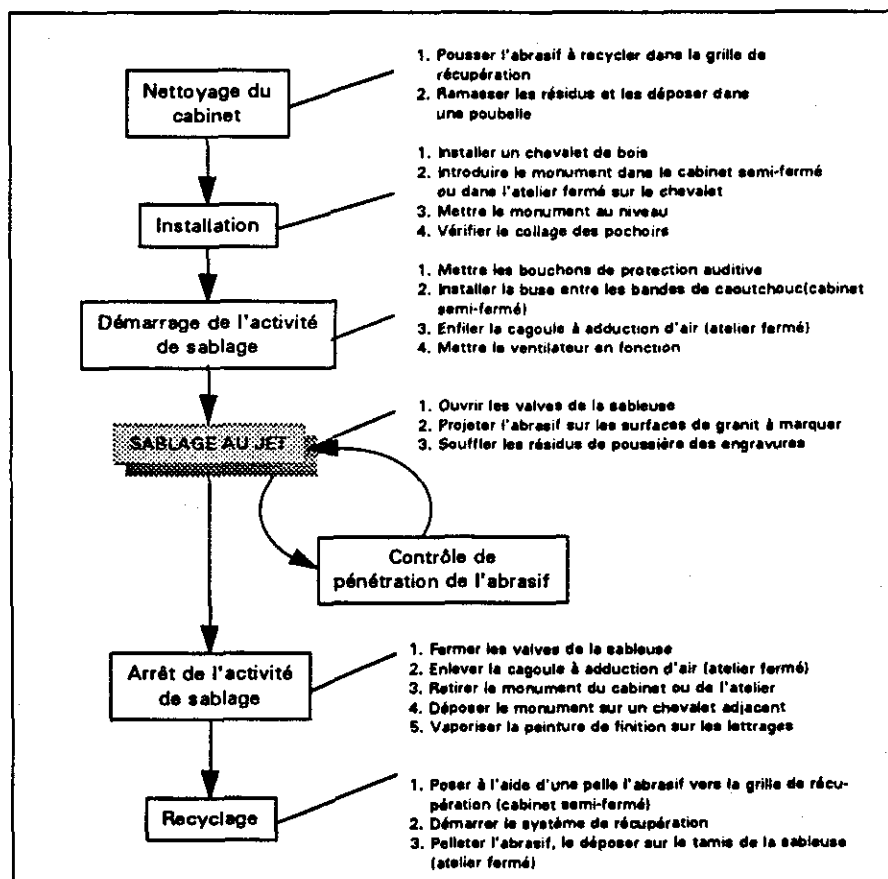 1. Pousser l'abrasif à recycler dans la grille de
récupération
2. Ramasser les résidus et les déposer dans
une poubelle
Nettoyage du
cabinet
1. Installer un chevalet de bois
2. Introduire le monument dans le cabinet semi-fermé
ou dans l'atelier fermé sur le chevalet
3. Mettre le monument au niveau
4. Vérifier le collage des pochoirs
Installation
1. Mettre les bouchons de protection auditive
2. Installer la buse entre les bandes de caoutchouc(cabinet
semi-fermé)
3. Enfiler la cagoule à adduction d'air (atelier fermé)
4. Mettre le ventilateur en fonction
Démarrage de l'activité
de sablage
1. Ouvrir les valves de la sableuse
2. Projeter l'abrasif sur les surfaces de granit à marquer
3. Souffler les résidus de poussière des engravures
SABLAGE AU JET
Contrôle de
pénétration de l'abrasif
1. Fermer les valves de la sableuse
2. Enlever la cagoule à adduction d'air (atelier fermé)
3. Retirer le monument du cabinet ou de l'atelier
4. Déposer le monument sur un chevalet adjacent
5. Vaporiser la peinture de finition sur les lettrages
Arrêt de l'activité
de sablage
1. Poser à l'aide d'une pelle l'abrasif vers la grille de récu-
pération (cabinet semi-fermé)
2. Démarrer le système de récupération
3. Pelleter l'abrasif, le déposer sur le tamis de la sableuse
(atelier fermé)
Recyclage